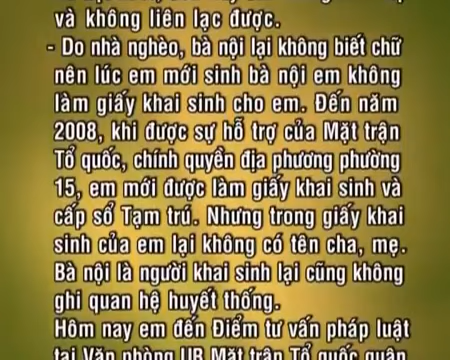 và không liên lạc được.
- Do nhà nghèo, bà nội lại không biết chữ
nên lúc em mới sinh bà nội em không
làm giấy khai sinh cho em. Đến năm
2008, khi được sự hỗ trợ của Mặt trận
Tổ quốc, chính quyền địa phương phường
15, em mới được làm giấy khai sinh và
cấp sổ Tạm trú. Nhưng trong giấy khai
sinh của em lại không có tên cha, mẹ.
Bà nội là người khai sinh lại cũng không
ghi quan hệ huyết thống.
Hôm nay em đến Điểm tư vấn pháp luật
tại Văn phòng UB Mặt trận Tổ quốc quận